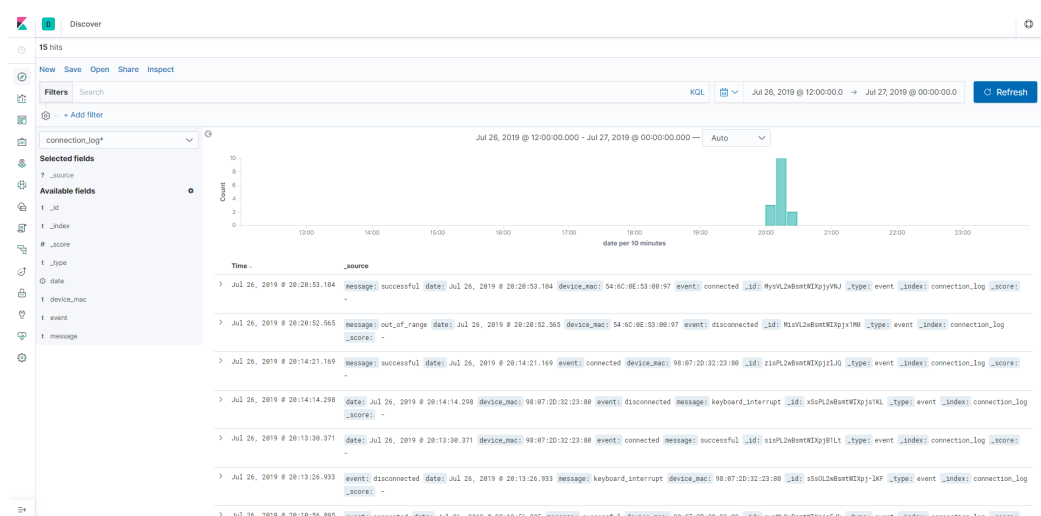 D Discover
15 hits
New Save Open Share Inspect
Filters Search KQL Jul 26, 2019 @ 12:00:00.0 → Jul 27, 2019 @ 00:00:00.0 Refresh
+ Add filter
connection_log*
Selected fields
? _source
Available fields
t _id
t _index
# _score
t _type
date
t device_mac
t event
t message
Jul 26, 2019 @ 12:00:00.000 - Jul 27, 2019 @ 00:00:00.000 — Auto
Count
10
8
6
4
2
0
13:00 14:00 15:00 16:00 17:00 18:00 19:00 20:00 21:00 22:00 23:00
date per 10 minutes
Time _source
Jul 26, 2019 @ 20:20:53.104 message: successful date: Jul 26, 2019 @ 20:20:53.104 device_mac: 54:6C:0E:53:00:97 event: connected _id: MysVL2wBsmtWIXpjyVNJ _type: event _index: connection_log _score:
-
Jul 26, 2019 @ 20:20:52.565 message: out_of_range date: Jul 26, 2019 @ 20:20:52.565 device_mac: 54:6C:0E:53:00:97 event: disconnected _id: MisVL2wBsmtWIXpjx1M0 _type: event _index: connection_log
_score: -
Jul 26, 2019 @ 20:14:21.169 message: successful date: Jul 26, 2019 @ 20:14:21.169 event: connected device_mac: 98:07:2D:32:23:80 _id: zisPL2wBsmtWIXpjzlJQ _type: event _index: connection_log _score:
-
Jul 26, 2019 @ 20:14:14.298 date: Jul 26, 2019 @ 20:14:14.298 device_mac: 98:07:2D:32:23:80 event: disconnected message: keyboard_interrupt _id: xSsPL2wBsmtWIXpjs1KL _type: event _index: connection_log
_score: -
Jul 26, 2019 @ 20:13:30.371 date: Jul 26, 2019 @ 20:13:30.371 device_mac: 98:07:2D:32:23:80 event: connected message: successful _id: sisPL2wBsmtWIXpjB1Lt _type: event _index: connection_log _score:
-
Jul 26, 2019 @ 20:13:26.933 event: disconnected date: Jul 26, 2019 @ 20:13:26.933 message: keyboard_interrupt device_mac: 98:07:2D:32:23:80 _id: sSsOL2wBsmtWIXpj-lKF _type: event _index: connection_log
_score: -